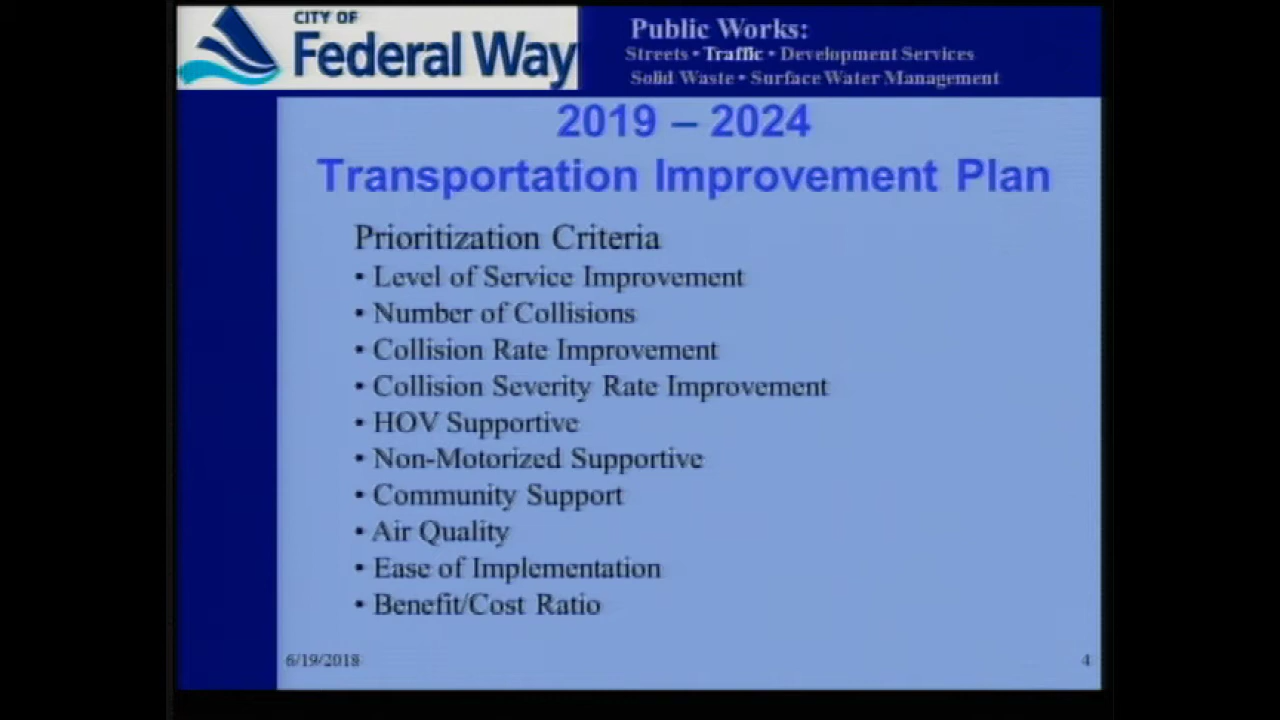 CITY OF
Federal Way
Public Works:
Streets • Traffic • Development Services
Solid Waste • Surface Water Management
2019 – 2024
Transportation Improvement Plan
Prioritization Criteria
• Level of Service Improvement
• Number of Collisions
• Collision Rate Improvement
• Collision Severity Rate Improvement
• HOV Supportive
• Non-Motorized Supportive
• Community Support
• Air Quality
• Ease of Implementation
• Benefit/Cost Ratio
6/19/2018
4